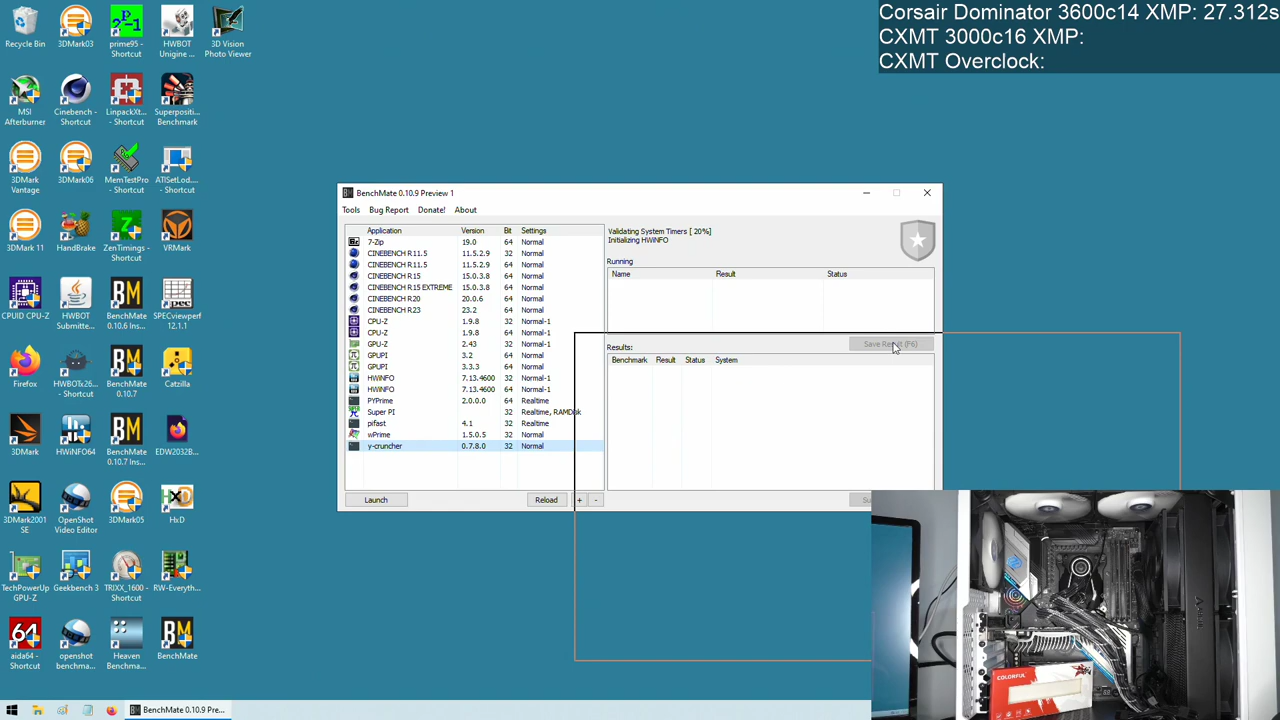 Corsair Dominator 3600c14 XMP: 27.312s
CXMT 3000c16 XMP:
CXMT Overclock:
Recycle Bin
3DMark03
prime95 - Shortcut
HWBOT Unigine ...
3D Vision Photo Viewer
MSI Afterburner
Cinebench - Shortcut
LinpackXt... - Shortcut
Superpositi... Benchmark
3DMark Vantage
3DMark06
MemTestPro - Shortcut
ATISetLod.... - Shortcut
3DMark 11
HandBrake
ZenTimings - Shortcut
VRMark
CPUID CPU-Z
HWBOT Submitte...
BenchMate 0.10.6 Ins...
SPECviewperf 12.1.1
Firefox
HWBOTx26... - Shortcut
BenchMate 0.10.7
Catzilla
3DMark
HWiNFO64
BenchMate 0.10.7 Ins...
EDW2032B...
3DMark2001 SE
OpenShot Video Editor
3DMark05
HxD
TechPowerUp GPU-Z
Geekbench 3
TRIXX_1600 - Shortcut
RW-Everyth...
aida64 - Shortcut
openshot benchma...
Heaven Benchma...
BenchMate
BenchMate 0.10.9 Preview 1
Tools Bug Report Donate! About
Application Version Bit Settings
7-Zip 19.0 64 Normal
CINEBENCH R11.5 11.5.2.9 32 Normal
CINEBENCH R11.5 11.5.2.9 64 Normal
CINEBENCH R15 15.0.3.8 64 Normal
CINEBENCH R15 EXTREME 15.0.3.8 64 Normal
CINEBENCH R20 20.0.6 64 Normal
CINEBENCH R23 23.2 64 Normal
CPU-Z 1.9.8 32 Normal-1
CPU-Z 1.9.8 64 Normal-1
GPU-Z 2.43 64 Normal-1
GPUPI 3.2 64 Normal
GPUPI 3.3.3 64 Normal
HWiNFO 7.13.4600 32 Normal-1
HWiNFO 7.13.4600 64 Normal-1
PYPrime 2.0.0.0 64 Realtime
Super PI 32 Realtime, RAMDisk
pifast 4.1 32 Realtime
wPrime 1.5.0.5 32 Normal
y-cruncher 0.7.8.0 32 Normal
Launch Reload + -
Validating System Timers [ 20%]
Initializing HWiNFO
Running
Name Result Status
Save Result (F6)
Results:
Benchmark Result Status System
Su
COLORFUL
BenchMate 0.10.9 Pre...